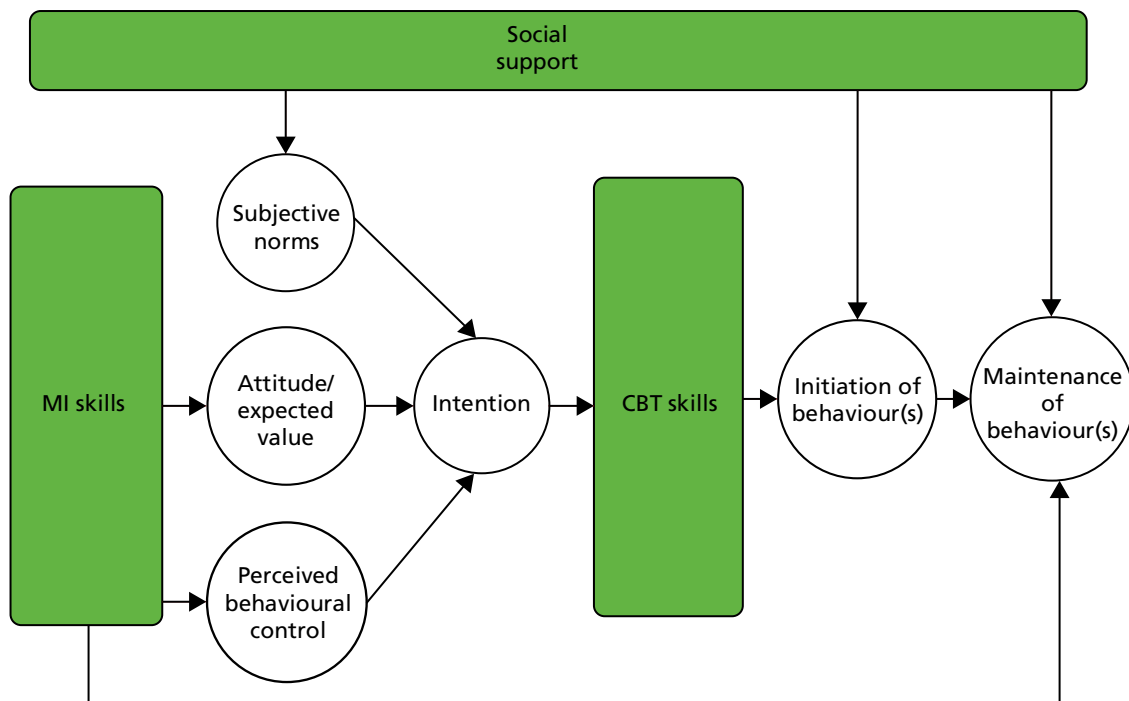 Social
support
Subjective
norms
MI skills
Attitude/
expected
value
Intention
CBT skills
Initiation of
behaviour(s)
Maintenance
of
behaviour(s)
Perceived
behavioural
control